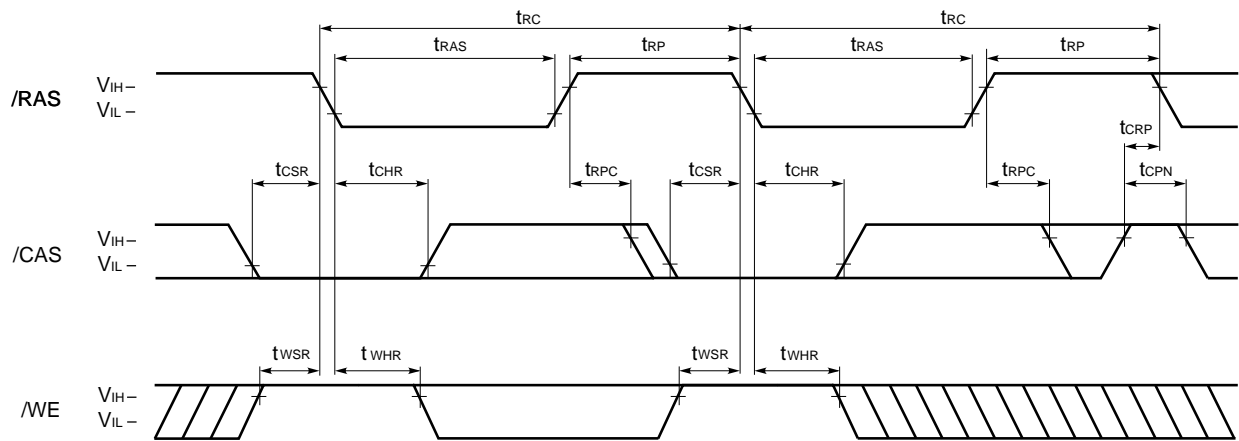 tRC tRC
tRAS tRP tRAS tRP
/RAS VIH –
VIL –
tCRP
tCSR tCHR tRPC tCSR tCHR tRPC tCPN
/CAS VIH –
VIL –
tWSR tWHR tWSR tWHR
/WE VIH –
VIL –